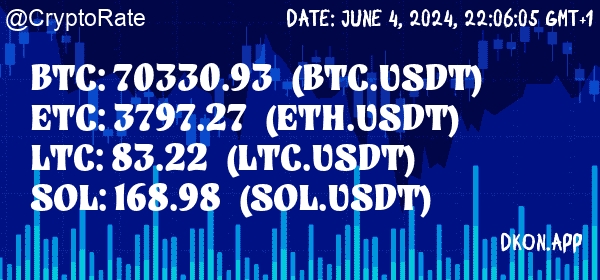 @CryptoRate
DATE: JUNE 4, 2024, 22:06:05 GMT+1
BTC: 70330.93 (BTC.USDT)
ETC: 3797.27 (ETH.USDT)
LTC: 83.22 (LTC.USDT)
SOL: 168.98 (SOL.USDT)
DKON.APP